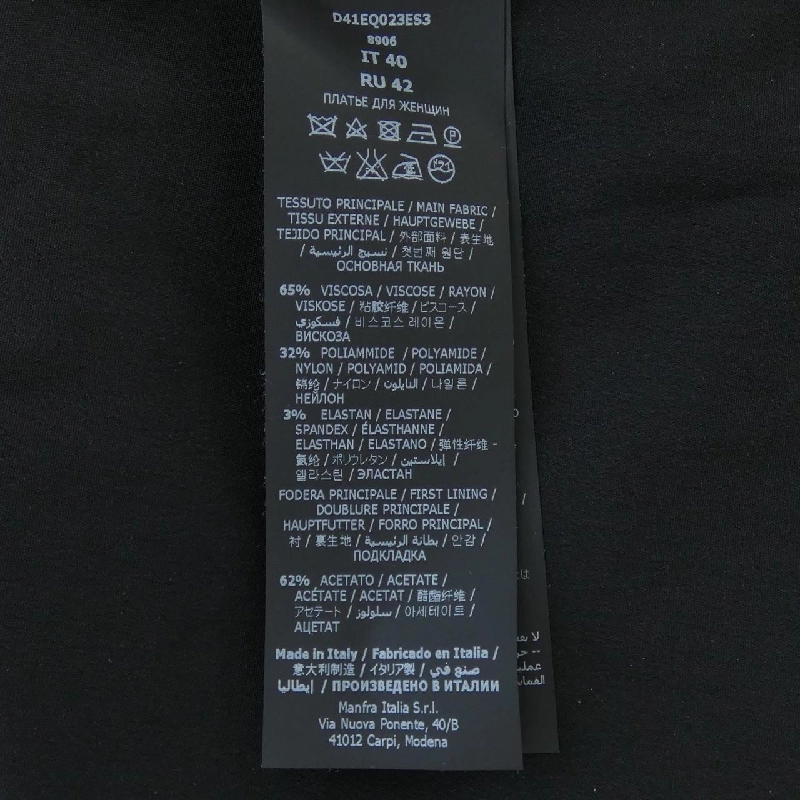 D41EQ023ES3
8906
IT 40
RU 42
ПЛАТЬЕ ДЛЯ ЖЕНЩИН
P
TESSUTO PRINCIPALE / MAIN FABRIC /
TISSU EXTERNE / HAUPTGEWEBE /
TEJIDO PRINCIPAL / 外部面料 / 表生地
/ نسيج الرئيسية / 첫번째 원단 /
ОСНОВНАЯ ТКАНЬ
65% VISCOSA / VISCOSE / RAYON /
VISKOSE / 粘胶纤维 / ビスコース /
فسكوزي / 비스코스 레이온 /
ВИСКОЗА
32% POLIAMMIDE / POLYAMIDE /
NYLON / POLYAMID / POLIAMIDA /
锦纶 / ナイロン / النايلون / 나일론 /
НЕЙЛОН
3% ELASTAN / ELASTANE /
SPANDEX / ÉLASTHANNE /
ELASTHAN / ELASTANO / 弹性纤维 -
氨纶 / ポリウレタン / إيلاستين /
엘라스틴 / ЭЛАСТАН
FODERA PRINCIPALE / FIRST LINING /
DOUBLURE PRINCIPALE /
HAUPTFUTTER / FORRO PRINCIPAL /
衬 / 裏生地 / بطانة الرئيسية / 안감 /
ПОДКЛАДКА
62% ACETATO / ACETATE /
ACÉTATE / ACETAT / 醋酯纤维 /
アセテート / سلولوز / 아세테이트 /
АЦЕТАТ
Made in Italy / Fabricado en Italia /
意大利制造 / イタリア製 / صنع في
إيطاليا / ПРОИЗВЕДЕНО В ИТАЛИИ
Manfra Italia S.r.l.
Via Nuova Ponente, 40/B
41012 Carpi, Modena